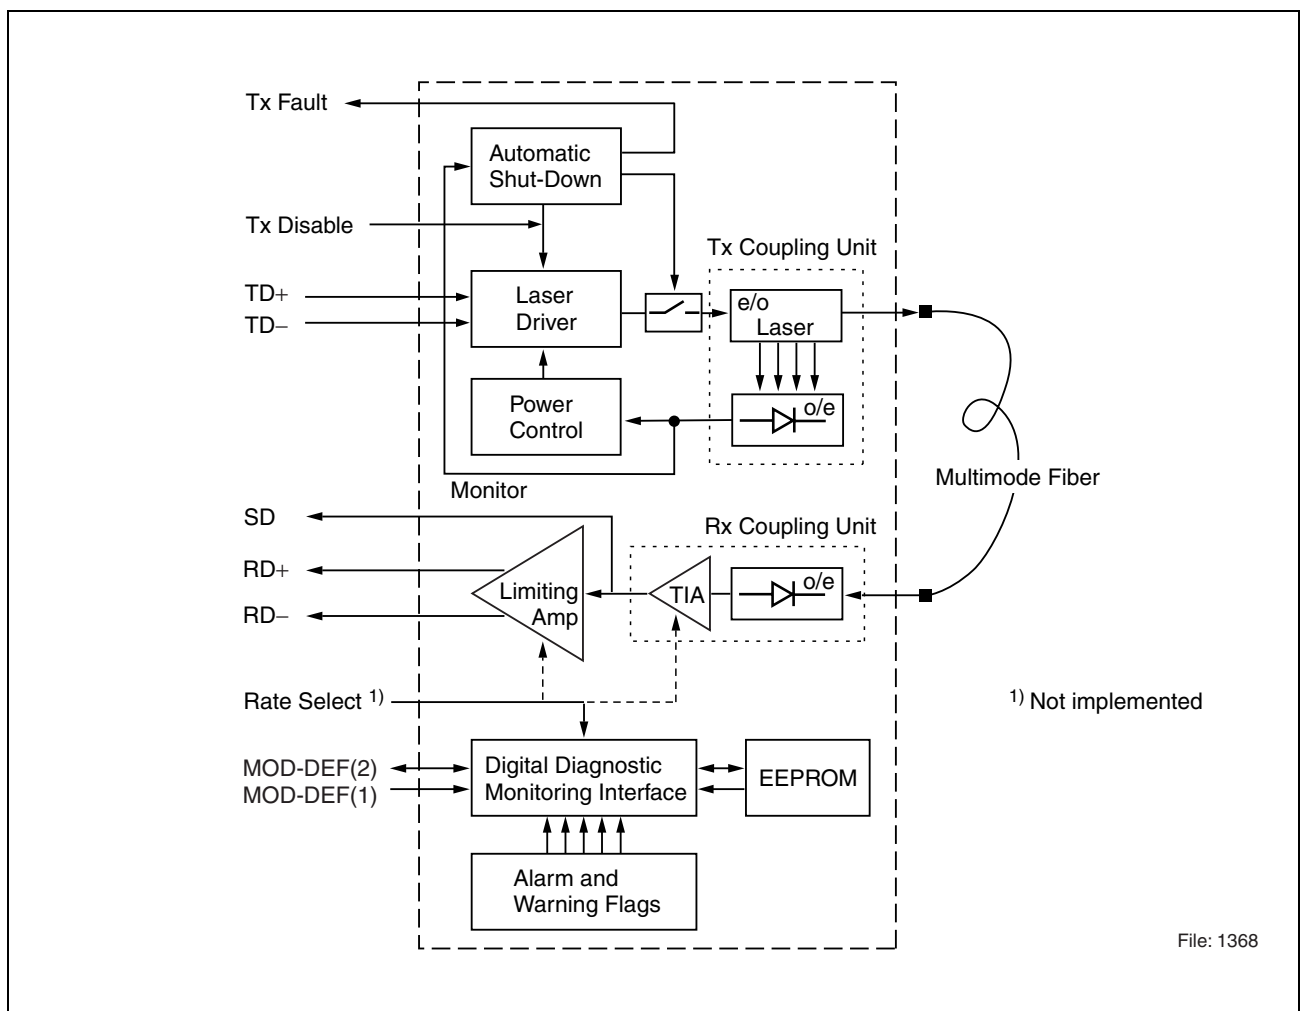 Tx Fault
Automatic
Shut-Down
Tx Disable
Tx Coupling Unit
TD+
TD−
Laser
Driver
e/o
Laser
Power
Control
o/e
Monitor
Multimode Fiber
SD
Rx Coupling Unit
RD+
RD−
Limiting
Amp
TIA
o/e
Rate Select 1)
1) Not implemented
MOD-DEF(2)
MOD-DEF(1)
Digital Diagnostic
Monitoring Interface
EEPROM
Alarm and
Warning Flags
File: 1368